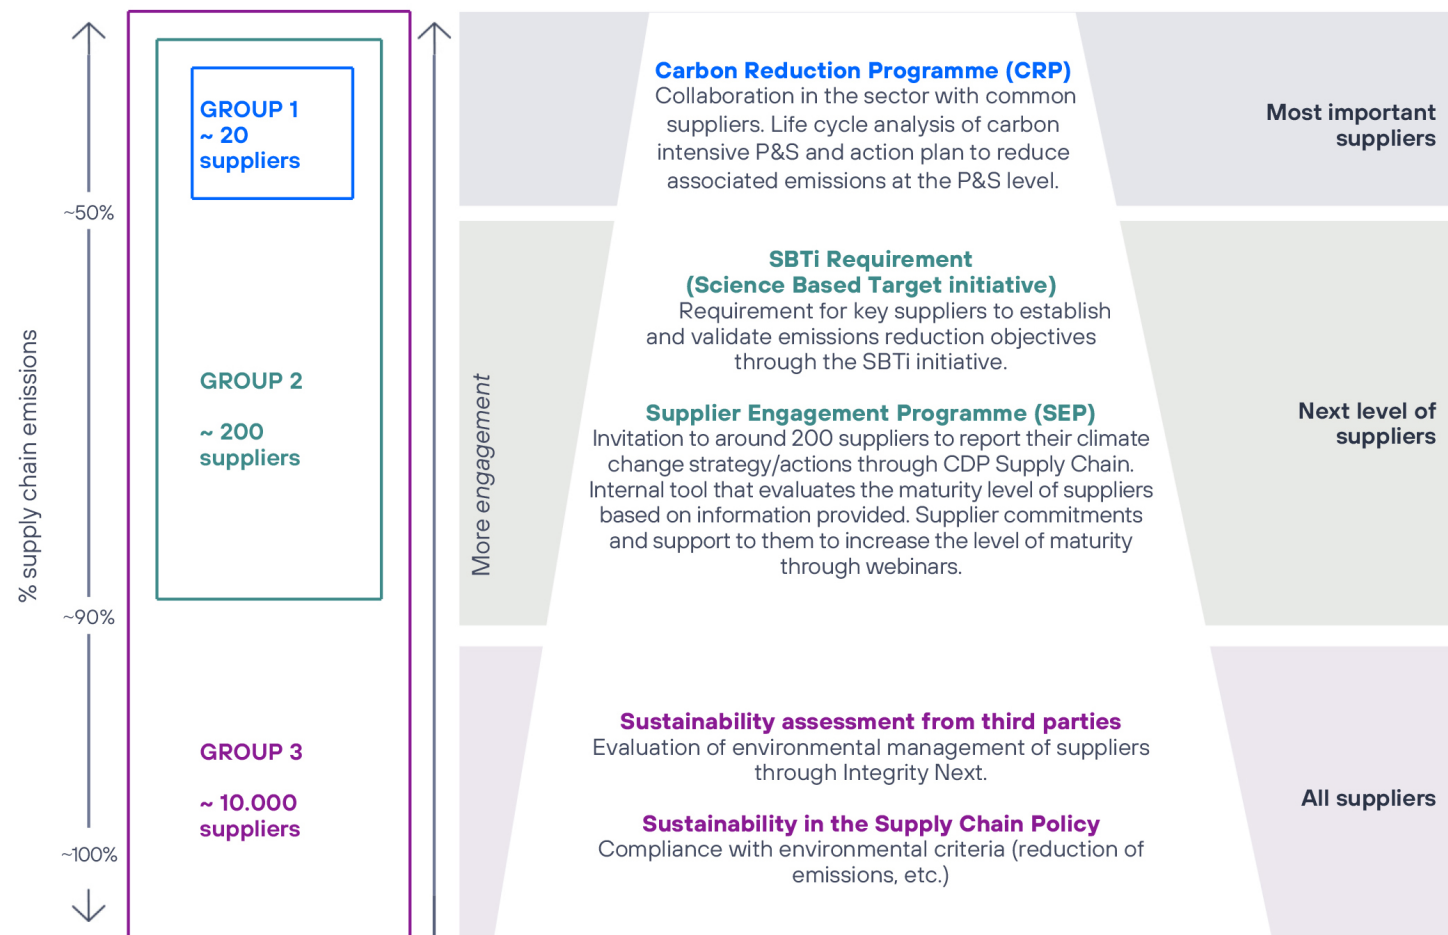 % supply chain emissions
~50%
~90%
~100%
GROUP 1
~ 20
suppliers
GROUP 2
~ 200
suppliers
GROUP 3
~ 10.000
suppliers
More engagement
Carbon Reduction Programme (CRP)
Collaboration in the sector with common
suppliers. Life cycle analysis of carbon
intensive P&S and action plan to reduce
associated emissions at the P&S level.
Most important
suppliers
SBTi Requirement
(Science Based Target initiative)
Requirement for key suppliers to establish
and validate emissions reduction objectives
through the SBTi initiative.
Supplier Engagement Programme (SEP)
Invitation to around 200 suppliers to report their climate
change strategy/actions through CDP Supply Chain.
Internal tool that evaluates the maturity level of suppliers
based on information provided. Supplier commitments
and support to them to increase the level of maturity
through webinars.
Next level of
suppliers
Sustainability assessment from third parties
Evaluation of environmental management of suppliers
through Integrity Next.
Sustainability in the Supply Chain Policy
Compliance with environmental criteria (reduction of
emissions, etc.)
All suppliers